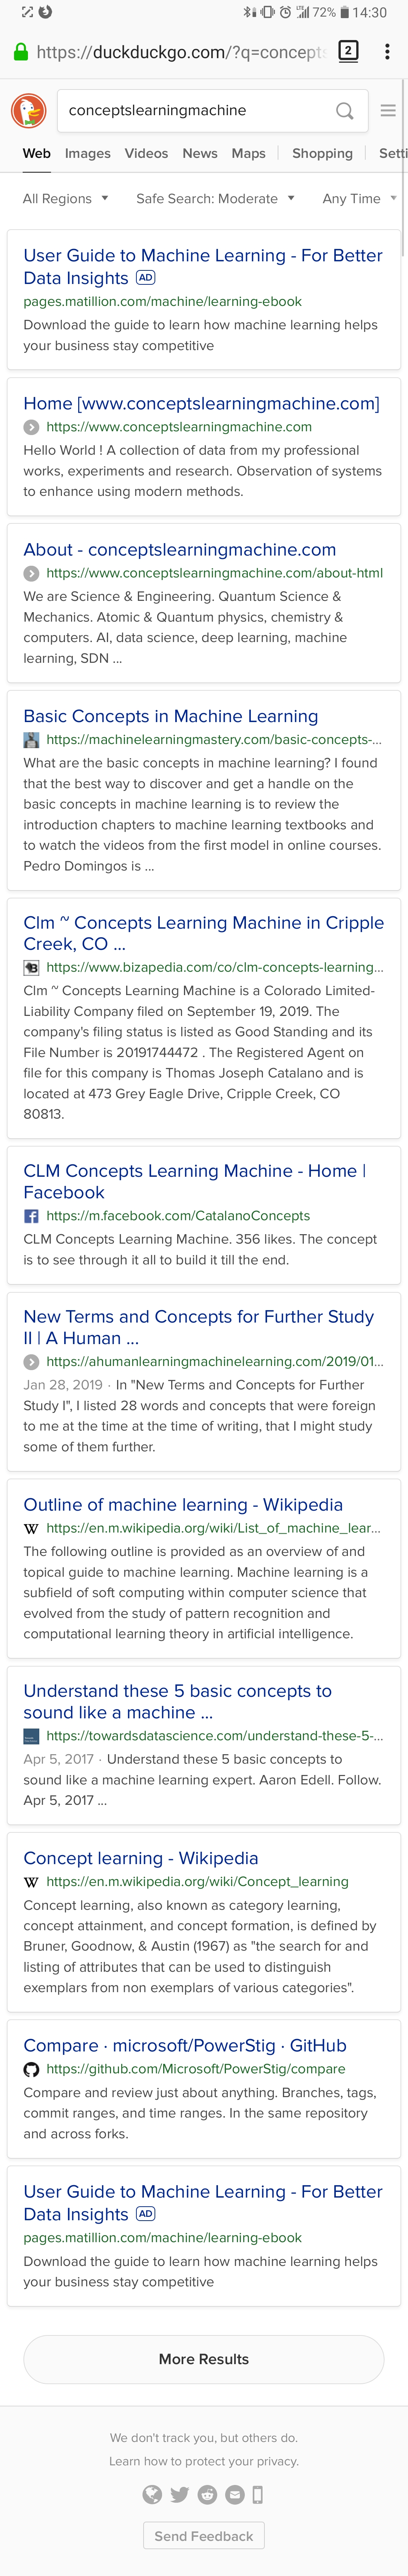 72% 14:30
https://duckduckgo.com/?q=concepts
2
conceptslearningmachine
Web Images Videos News Maps Shopping Setti
All Regions Safe Search: Moderate Any Time
User Guide to Machine Learning - For Better
Data Insights AD
pages.matillion.com/machine/learning-ebook
Download the guide to learn how machine learning helps
your business stay competitive
Home [www.conceptslearningmachine.com]
https://www.conceptslearningmachine.com
Hello World ! A collection of data from my professional
works, experiments and research. Observation of systems
to enhance using modern methods.
About - conceptslearningmachine.com
https://www.conceptslearningmachine.com/about-html
We are Science & Engineering. Quantum Science &
Mechanics. Atomic & Quantum physics, chemistry &
computers. AI, data science, deep learning, machine
learning, SDN ...
Basic Concepts in Machine Learning
https://machinelearningmastery.com/basic-concepts-...
What are the basic concepts in machine learning? I found
that the best way to discover and get a handle on the
basic concepts in machine learning is to review the
introduction chapters to machine learning textbooks and
to watch the videos from the first model in online courses.
Pedro Domingos is ...
Clm ~ Concepts Learning Machine in Cripple
Creek, CO ...
https://www.bizapedia.com/co/clm-concepts-learning...
Clm ~ Concepts Learning Machine is a Colorado Limited-
Liability Company filed on September 19, 2019. The
company's filing status is listed as Good Standing and its
File Number is 20191744472 . The Registered Agent on
file for this company is Thomas Joseph Catalano and is
located at 473 Grey Eagle Drive, Cripple Creek, CO
80813.
CLM Concepts Learning Machine - Home |
Facebook
https://m.facebook.com/CatalanoConcepts
CLM Concepts Learning Machine. 356 likes. The concept
is to see through it all to build it till the end.
New Terms and Concepts for Further Study
II | A Human ...
https://ahumanlearningmachinelearning.com/2019/01...
Jan 28, 2019 · In "New Terms and Concepts for Further
Study I", I listed 28 words and concepts that were foreign
to me at the time at the time of writing, that I might study
some of them further.
Outline of machine learning - Wikipedia
W https://en.m.wikipedia.org/wiki/List_of_machine_lear...
The following outline is provided as an overview of and
topical guide to machine learning. Machine learning is a
subfield of soft computing within computer science that
evolved from the study of pattern recognition and
computational learning theory in artificial intelligence.
Understand these 5 basic concepts to
sound like a machine ...
https://towardsdatascience.com/understand-these-5-...
Apr 5, 2017 · Understand these 5 basic concepts to
sound like a machine learning expert. Aaron Edell. Follow.
Apr 5, 2017 ...
Concept learning - Wikipedia
W https://en.m.wikipedia.org/wiki/Concept_learning
Concept learning, also known as category learning,
concept attainment, and concept formation, is defined by
Bruner, Goodnow, & Austin (1967) as "the search for and
listing of attributes that can be used to distinguish
exemplars from non exemplars of various categories".
Compare · microsoft/PowerStig · GitHub
https://github.com/Microsoft/PowerStig/compare
Compare and review just about anything. Branches, tags,
commit ranges, and time ranges. In the same repository
and across forks.
User Guide to Machine Learning - For Better
Data Insights AD
pages.matillion.com/machine/learning-ebook
Download the guide to learn how machine learning helps
your business stay competitive
More Results
We don't track you, but others do.
Learn how to protect your privacy.
Send Feedback